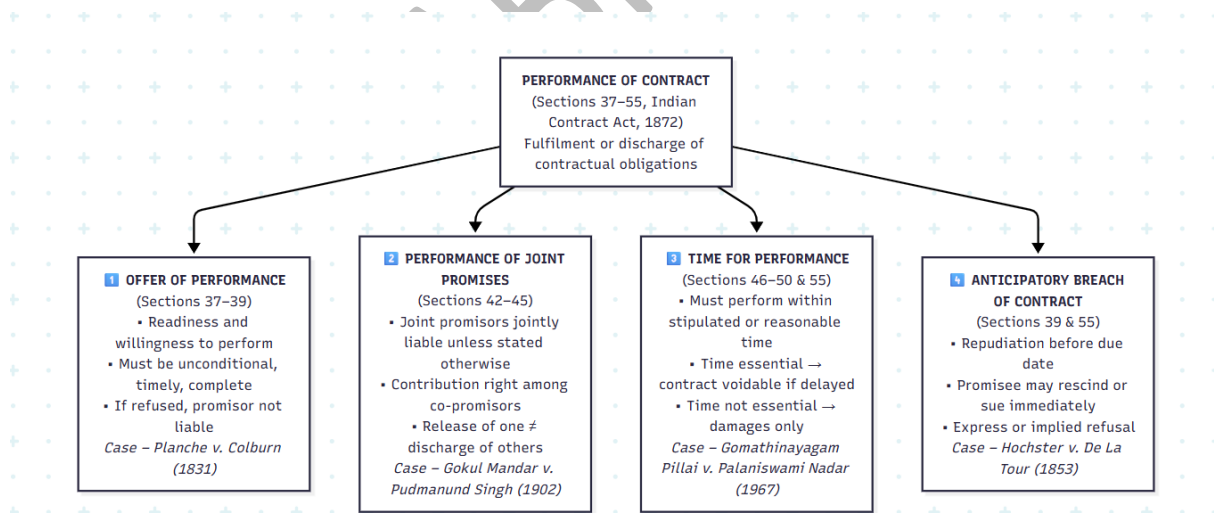 PERFORMANCE OF CONTRACT
(Sections 37–55, Indian
Contract Act, 1872)
Fulfilment or discharge of
contractual obligations
1 OFFER OF PERFORMANCE
(Sections 37–39)
▪ Readiness and
willingness to perform
▪ Must be unconditional,
timely, complete
▪ If refused, promisor not
liable
Case – Planche v. Colburn
(1831)
2 PERFORMANCE OF JOINT
PROMISES
(Sections 42–45)
▪ Joint promisors jointly
liable unless stated
otherwise
▪ Contribution right among
co-promisors
▪ Release of one ≠
discharge of others
Case – Gokul Mandar v.
Pudmanund Singh (1902)
3 TIME FOR PERFORMANCE
(Sections 46–50 & 55)
▪ Must perform within
stipulated or reasonable
time
▪ Time essential →
contract voidable if delayed
▪ Time not essential →
damages only
Case – Gomathinayagam
Pillai v. Palaniswami Nadar
(1967)
4 ANTICIPATORY BREACH
OF CONTRACT
(Sections 39 & 55)
▪ Repudiation before due
date
▪ Promisee may rescind or
sue immediately
▪ Express or implied refusal
Case – Hochster v. De La
Tour (1853)